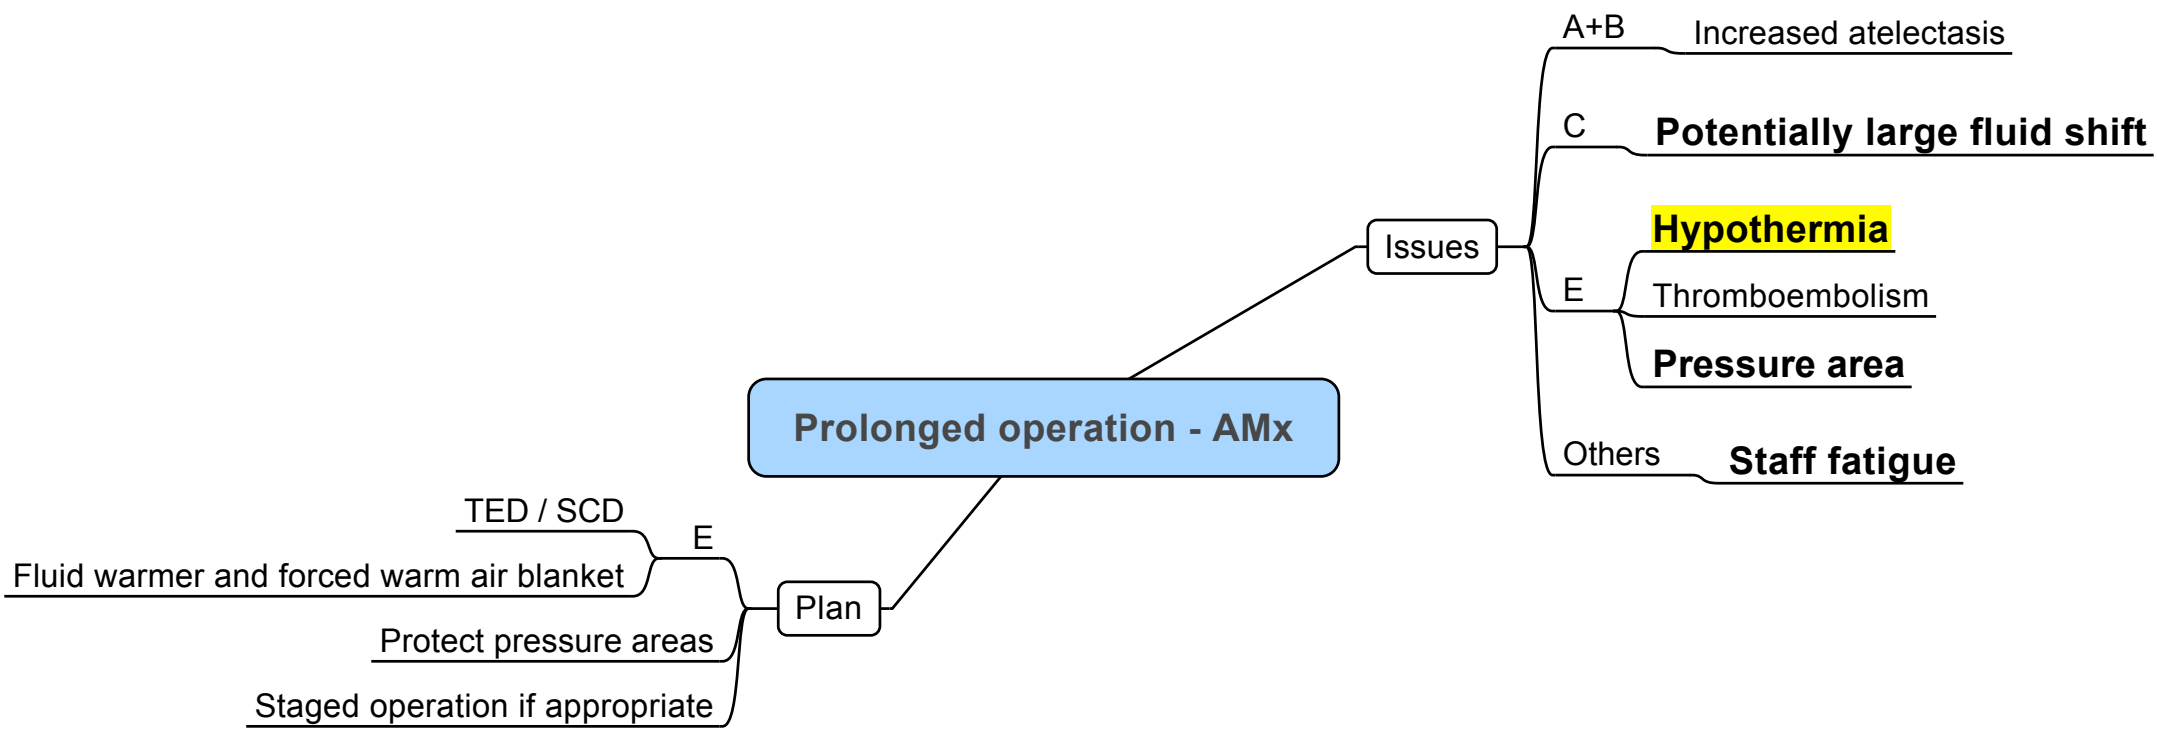 A+B
Increased atelectasis
C
Potentially large fluid shift
Issues
Hypothermia
E
Thromboembolism
Pressure area
Others
Staff fatigue
Prolonged operation - AMx
Plan
E
TED / SCD
Fluid warmer and forced warm air blanket
Protect pressure areas
Staged operation if appropriate